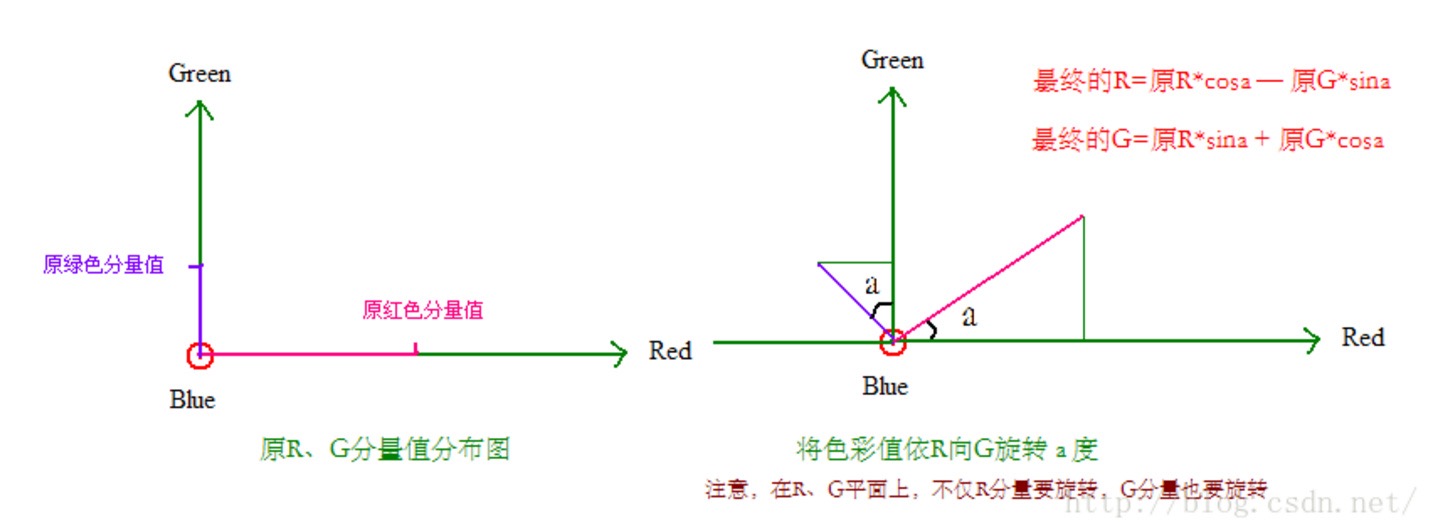 Green
原绿色分量值
原红色分量值
Red
Blue
原R、G分量值分布图
Green
最终的R=原R*cosa — 原G*sina
最终的G=原R*sina + 原G*cosa
a
a
Red
Blue
将色彩值依R向G旋转 a 度
注意，在R、G平面上，不仅R分量要旋转，G分量也要旋转
http://blog.csdn.net/